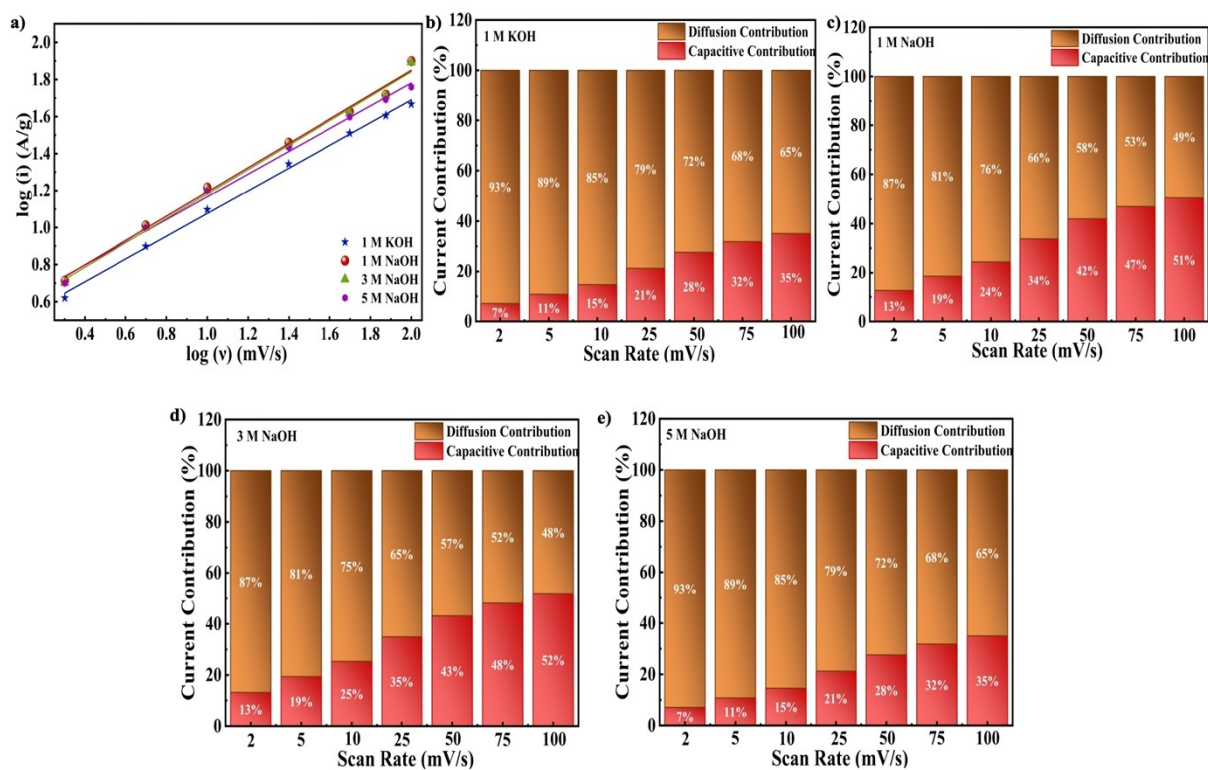 a)
2.0
1.8
1.6
1.4
1.2
1.0
0.8
0.6
log (i) (A/g)
0.4 0.6 0.8 1.0 1.2 1.4 1.6 1.8 2.0
log (ν) (mV/s)
1 M KOH
1 M NaOH
3 M NaOH
5 M NaOH
b)
1 M KOH
Diffusion Contribution
Capacitive Contribution
120
100
80
60
40
20
0
Current Contribution (%)
93% 89% 85% 79% 72% 68% 65%
7% 11% 15% 21% 28% 32% 35%
2 5 10 25 50 75 100
Scan Rate (mV/s)
c)
1 M NaOH
Diffusion Contribution
Capacitive Contribution
120
100
80
60
40
20
0
Current Contribution (%)
87% 81% 76% 66% 58% 53% 49%
13% 19% 24% 34% 42% 47% 51%
2 5 10 25 50 75 100
Scan Rate (mV/s)
d)
3 M NaOH
Diffusion Contribution
Capacitive Contribution
120
100
80
60
40
20
0
Current Contribution (%)
87% 81% 75% 65% 57% 52% 48%
13% 19% 25% 35% 43% 48% 52%
2 5 10 25 50 75 100
Scan Rate (mV/s)
e)
5 M NaOH
Diffusion Contribution
Capacitive Contribution
120
100
80
60
40
20
0
Current Contribution (%)
93% 89% 85% 79% 72% 68% 65%
7% 11% 15% 21% 28% 32% 35%
2 5 10 25 50 75 100
Scan Rate (mV/s)